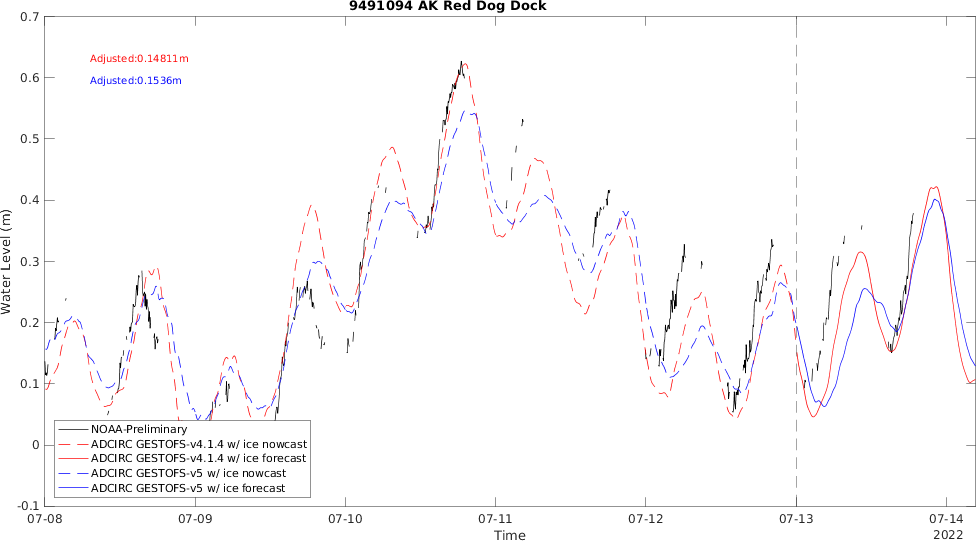 9491094 AK Red Dog Dock
0.7
0.6
0.5
0.4
0.3
0.2
0.1
0
-0.1
Water Level (m)
Adjusted:0.14811m
Adjusted:0.1536m
NOAA-Preliminary
ADCIRC GESTOFS-v4.1.4 w/ ice nowcast
ADCIRC GESTOFS-v4.1.4 w/ ice forecast
ADCIRC GESTOFS-v5 w/ ice nowcast
ADCIRC GESTOFS-v5 w/ ice forecast
07-08 07-09 07-10 07-11 07-12 07-13 07-14
Time 2022